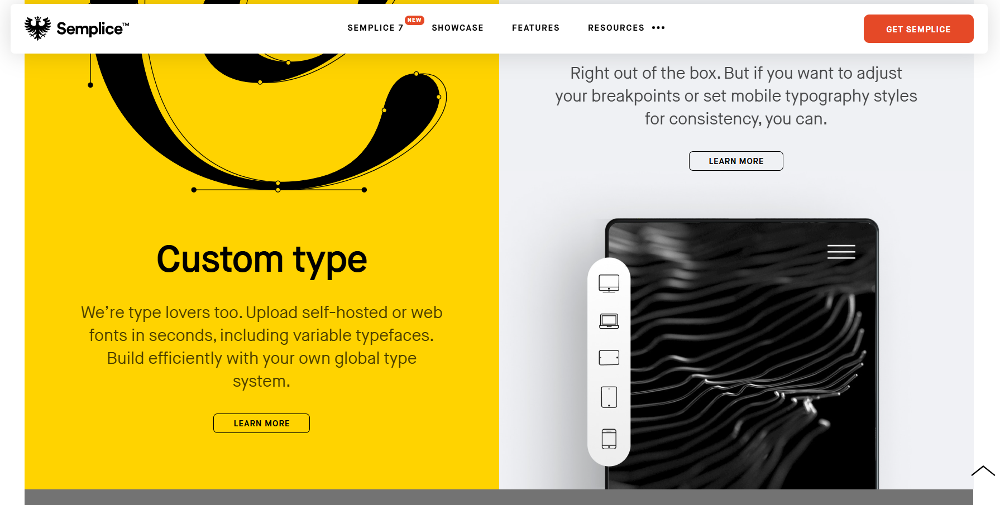 Semplice™
SEMPLICE 7
NEW
SHOWCASE
FEATURES
RESOURCES •••
GET SEMPLICE
Custom type
We’re type lovers too. Upload self-hosted or web
fonts in seconds, including variable typefaces.
Build efficiently with your own global type
system.
LEARN MORE
Right out of the box. But if you want to adjust
your breakpoints or set mobile typography styles
for consistency, you can.
LEARN MORE